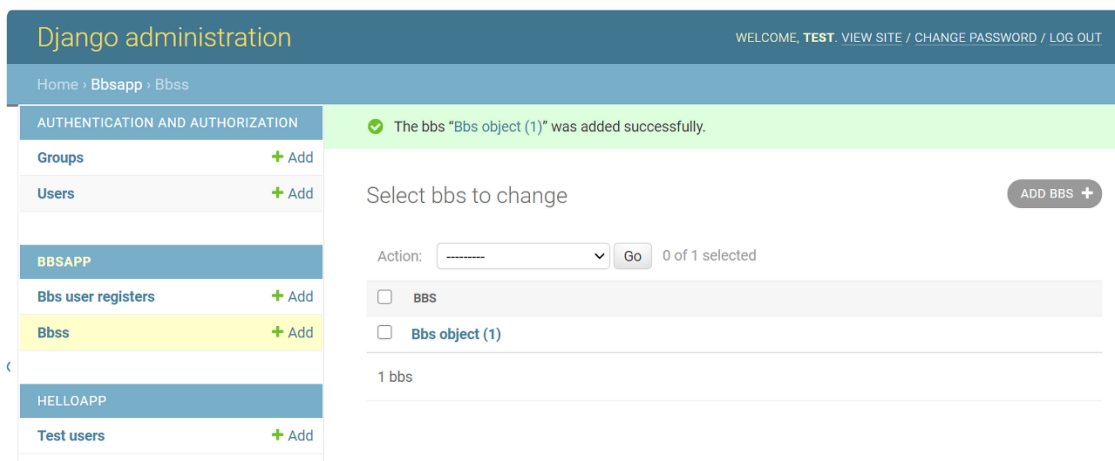 Django administration
WELCOME, TEST. VIEW SITE / CHANGE PASSWORD / LOG OUT
Home › Bbsapp › Bbss
AUTHENTICATION AND AUTHORIZATION
Groups + Add
Users + Add
BBSAPP
Bbs user registers + Add
Bbss + Add
HELLOAPP
Test users + Add
The bbs “Bbs object (1)” was added successfully.
Select bbs to change
ADD BBS +
Action: --------- Go 0 of 1 selected
BBS
Bbs object (1)
1 bbs